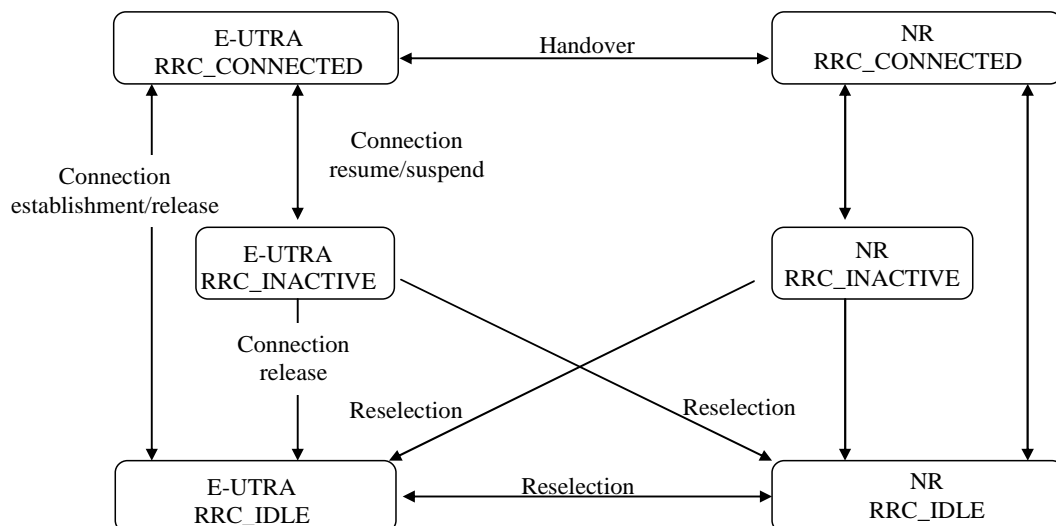 E-UTRA
RRC_CONNECTED
Handover
NR
RRC_CONNECTED
Connection
resume/suspend
Connection
establishment/release
E-UTRA
RRC_INACTIVE
NR
RRC_INACTIVE
Connection
release
Reselection
Reselection
E-UTRA
RRC_IDLE
Reselection
NR
RRC_IDLE